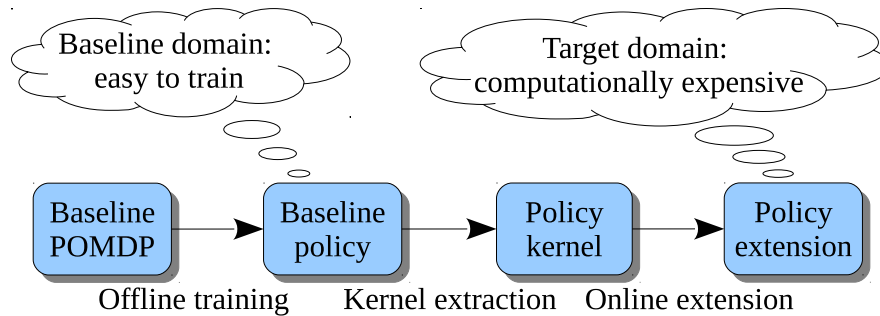 Baseline domain:
easy to train
Target domain:
computationally expensive
Baseline
POMDP
Baseline
policy
Policy
kernel
Policy
extension
Offline training
Kernel extraction
Online extension